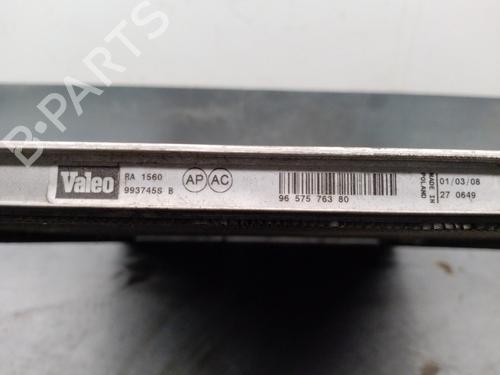 B-PARTS
Valeo
RA 1560
993745S B
AP
AC
96 575 763 80
MADE IN
POLAND
01/03/08
27 0649